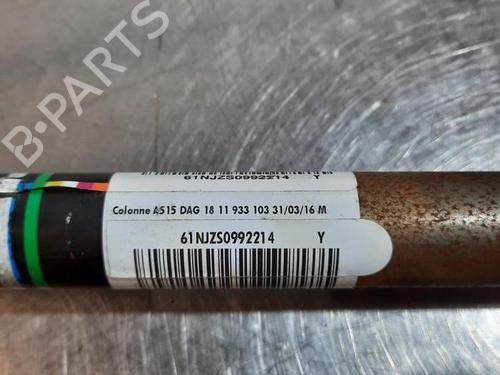 B-PARTS
61NJZS0992214 Y
Colonne A515 DAG 18 11 933 103 31/03/16 M
61NJZS0992214 Y